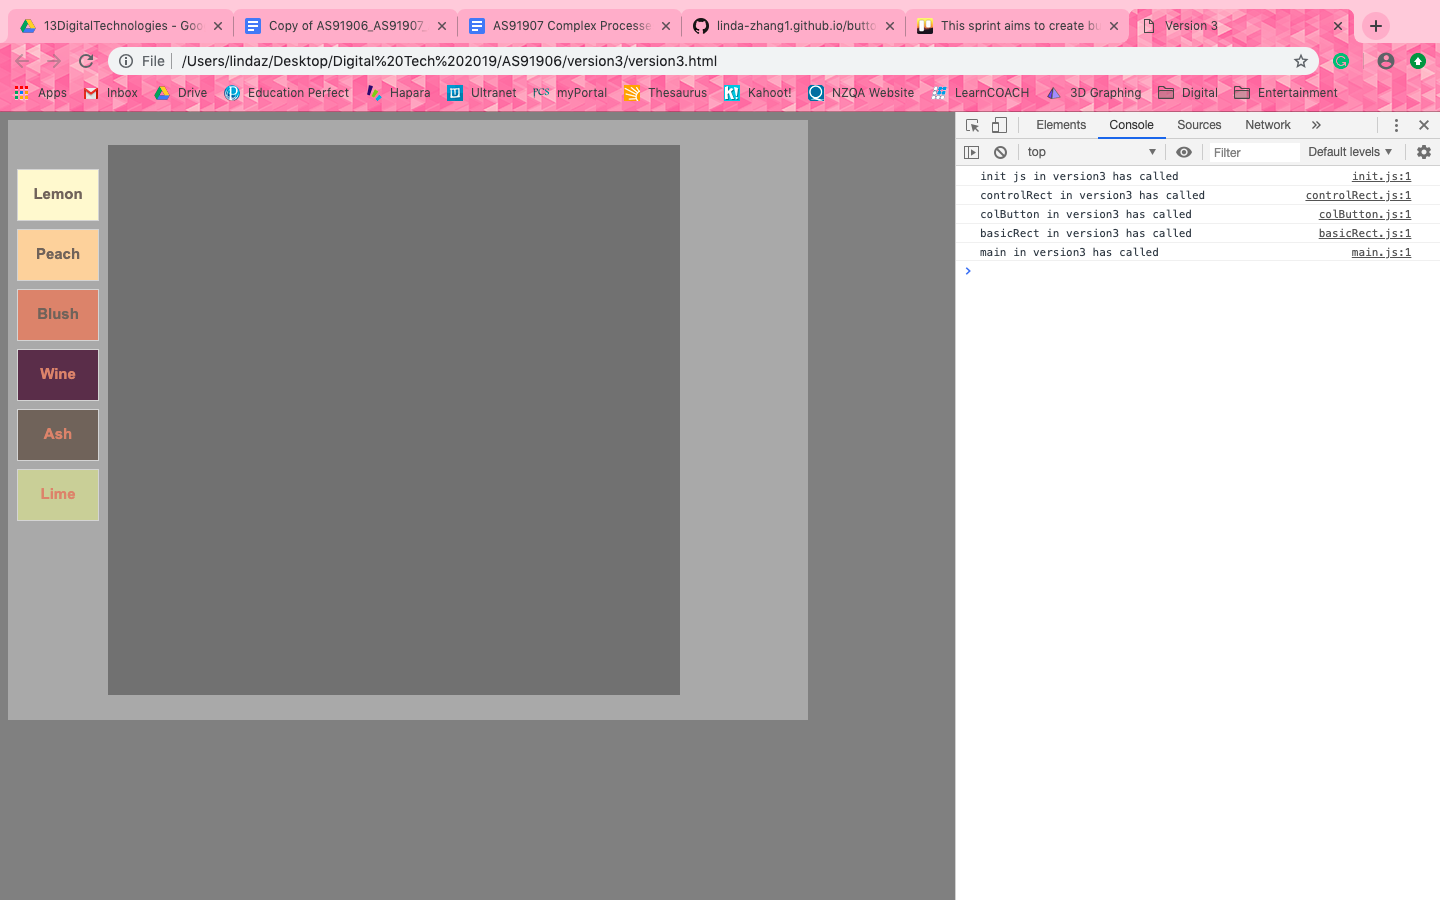 13DigitalTechnologies - Goo
Copy of AS91906_AS91907_
AS91907 Complex Processe
linda-zhang1.github.io/butto
This sprint aims to create bu
Version 3
File
/Users/lindaz/Desktop/Digital%20Tech%202019/AS91906/version3/version3.html
Apps
Inbox
Drive
Education Perfect
Hapara
Ultranet
PCS myPortal
Thesaurus
K! Kahoot!
NZQA Website
LearnCOACH
3D Graphing
Digital
Entertainment
Elements
Console
Sources
Network
»
top
Filter
Default levels
init js in version3 has called init.js:1
controlRect in version3 has called controlRect.js:1
colButton in version3 has called colButton.js:1
basicRect in version3 has called basicRect.js:1
main in version3 has called main.js:1
>
Lemon
Peach
Blush
Wine
Ash
Lime